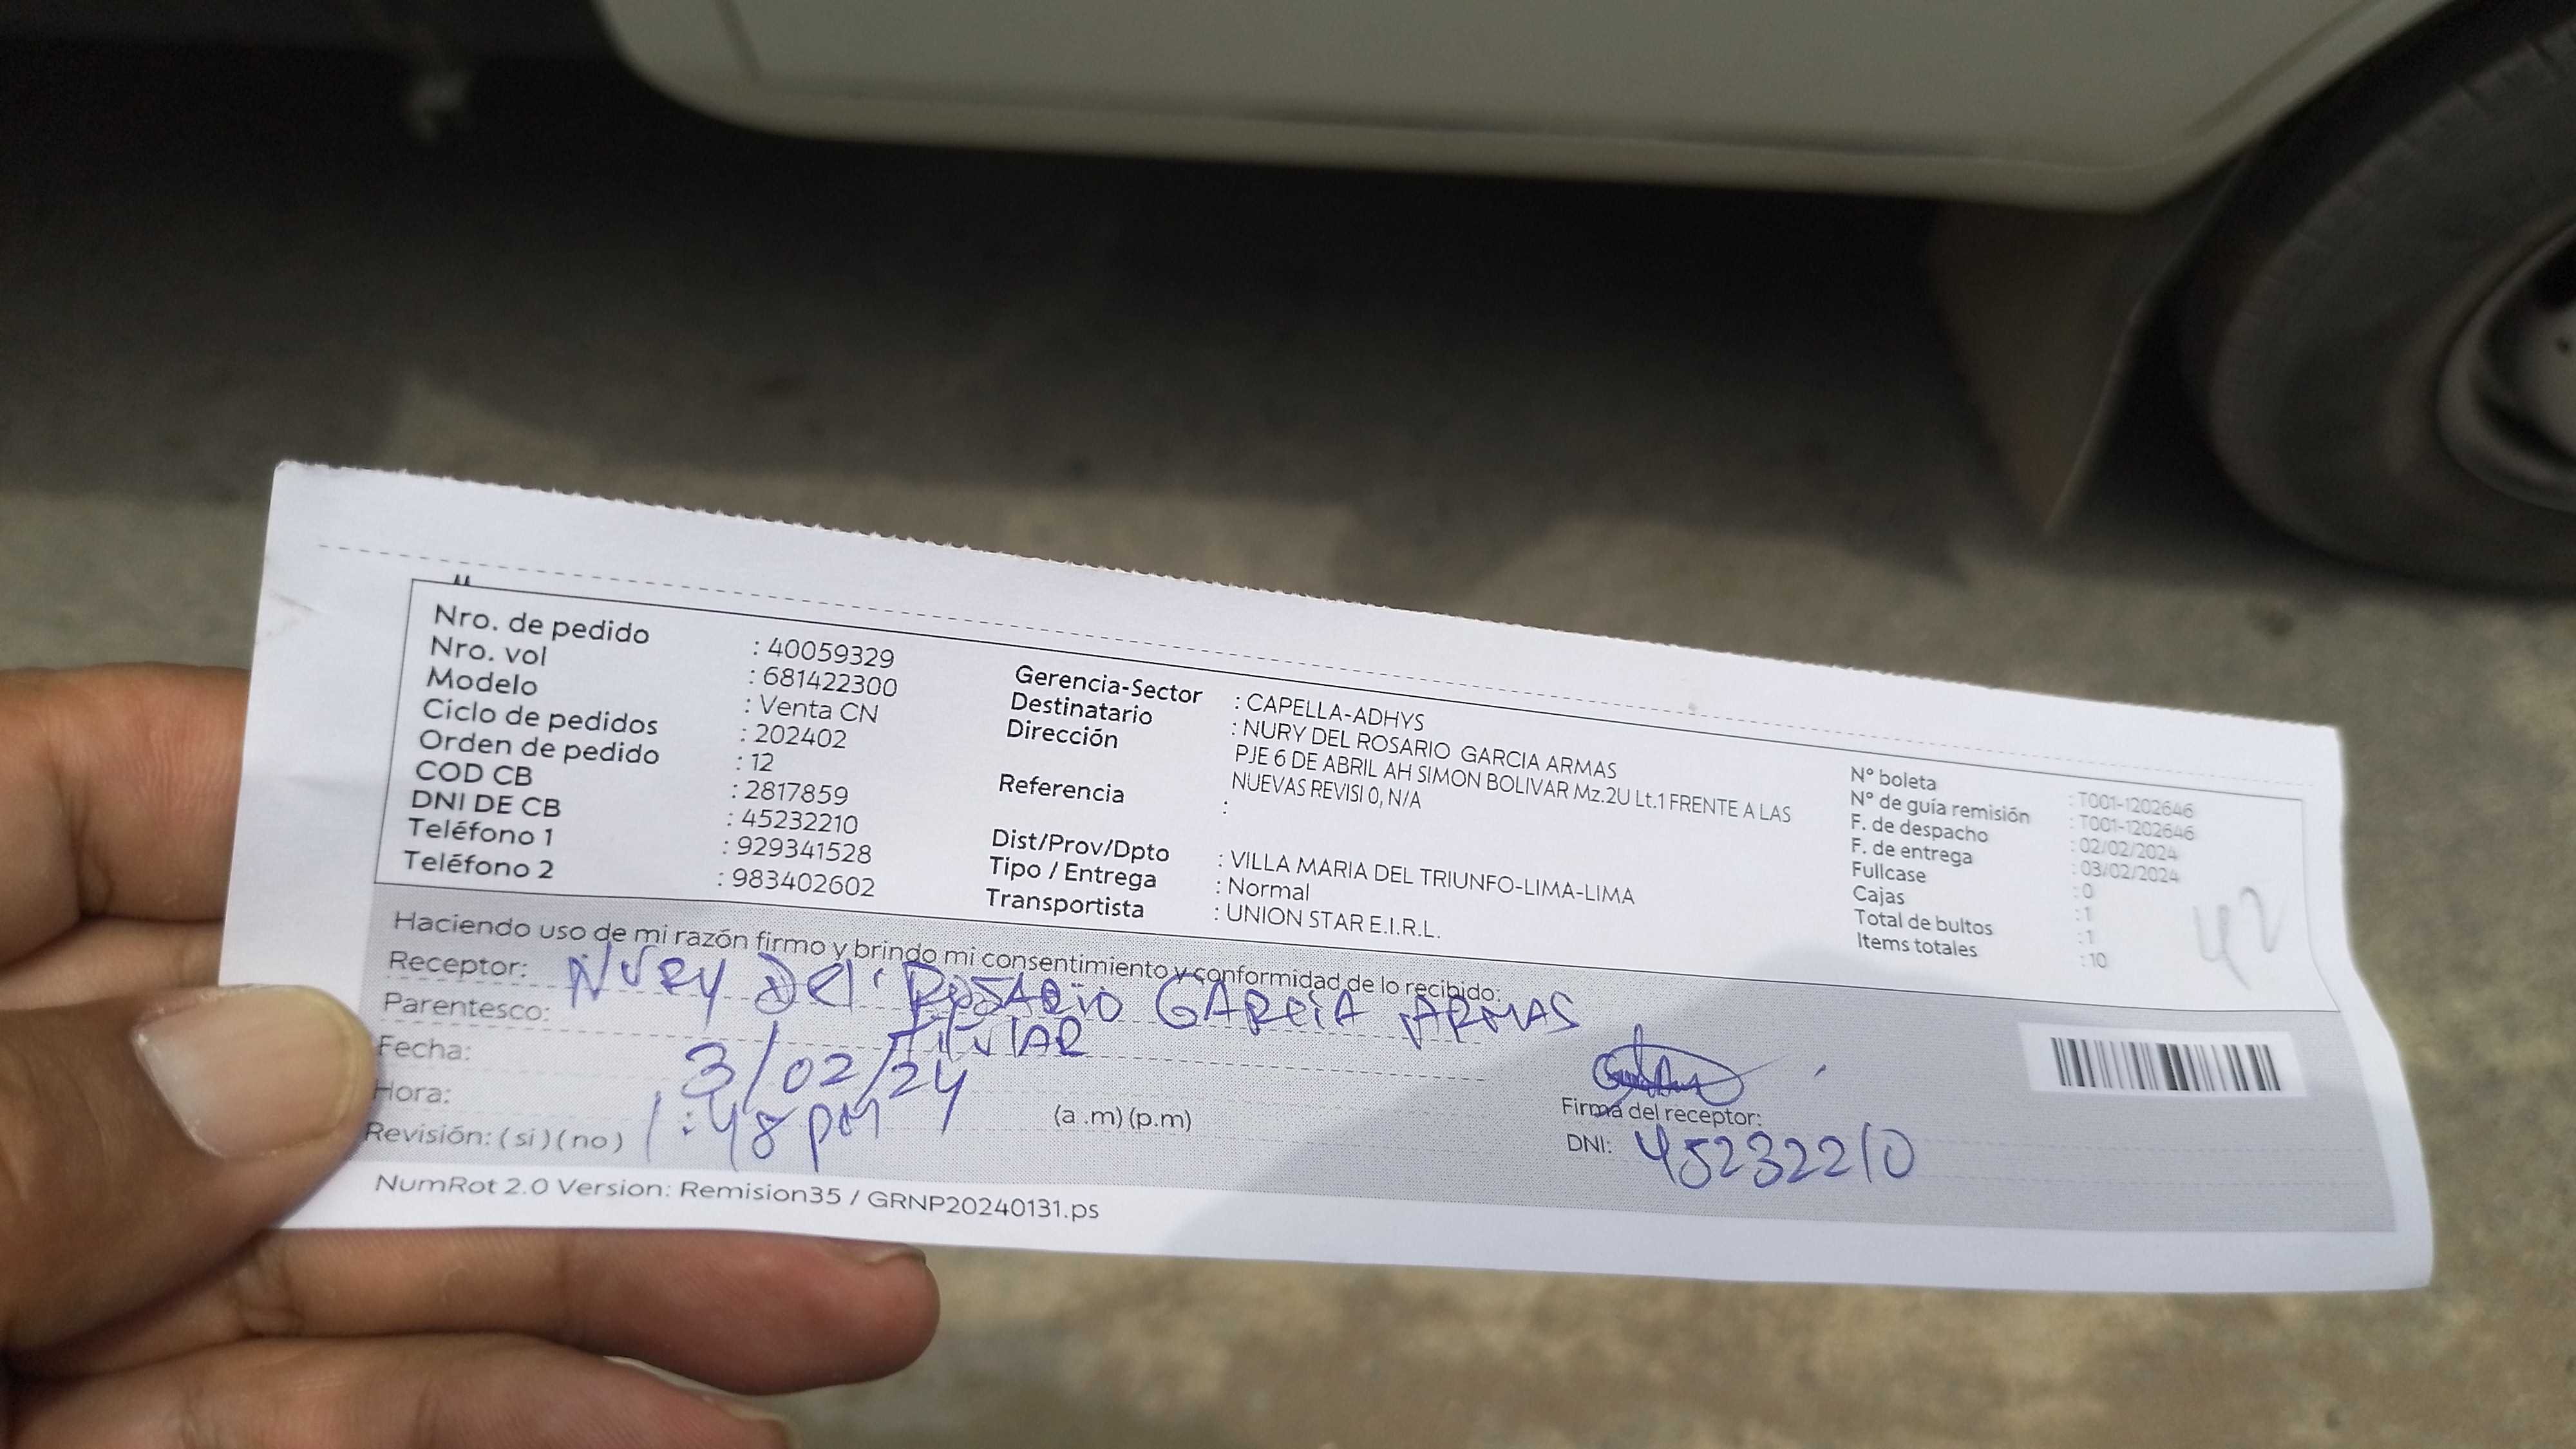 Nro. de pedido : 40059329
Nro. vol : 681422300
Modelo : Venta CN
Ciclo de pedidos : 202402
Orden de pedido : 12
COD CB : 2817859
DNI DE CB : 45232210
Teléfono 1 : 929341528
Teléfono 2 : 983402602
Gerencia-Sector : CAPELLA-ADHYS
Destinatario : NURY DEL ROSARIO GARCIA ARMAS
Dirección PJE 6 DE ABRIL AH SIMON BOLIVAR Mz.2U Lt.1 FRENTE A LAS
NUEVAS REVISI 0, N/A
Referencia :
Dist/Prov/Dpto : VILLA MARIA DEL TRIUNFO-LIMA-LIMA
Tipo / Entrega : Normal
Transportista : UNION STAR E.I.R.L.
N° boleta : T001-1202646
N° de guía remisión : T001-1202646
F. de despacho : 02/02/2024
F. de entrega : 03/02/2024
Fullcase : 0
Cajas : 1
Total de bultos : 1
Items totales : 10
42
Haciendo uso de mi razón firmo y brindo mi consentimiento y conformidad de lo recibido:
Receptor: NURY Del ROSARIO GARCIA ARMAS
Parentesco: TITULAR
Fecha: 3/02/24
Hora: 1:48 PM (a .m) (p.m)
Revisión: ( si ) ( no )
Firma del receptor:
DNI: 45232210
NumRot 2.0 Version: Remision35 / GRNP20240131.ps